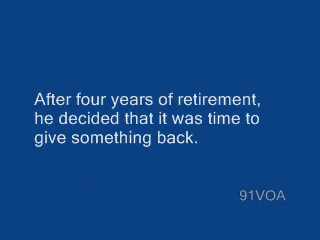 After four years of retirement,
he decided that it was time to
give something back.
91VOA